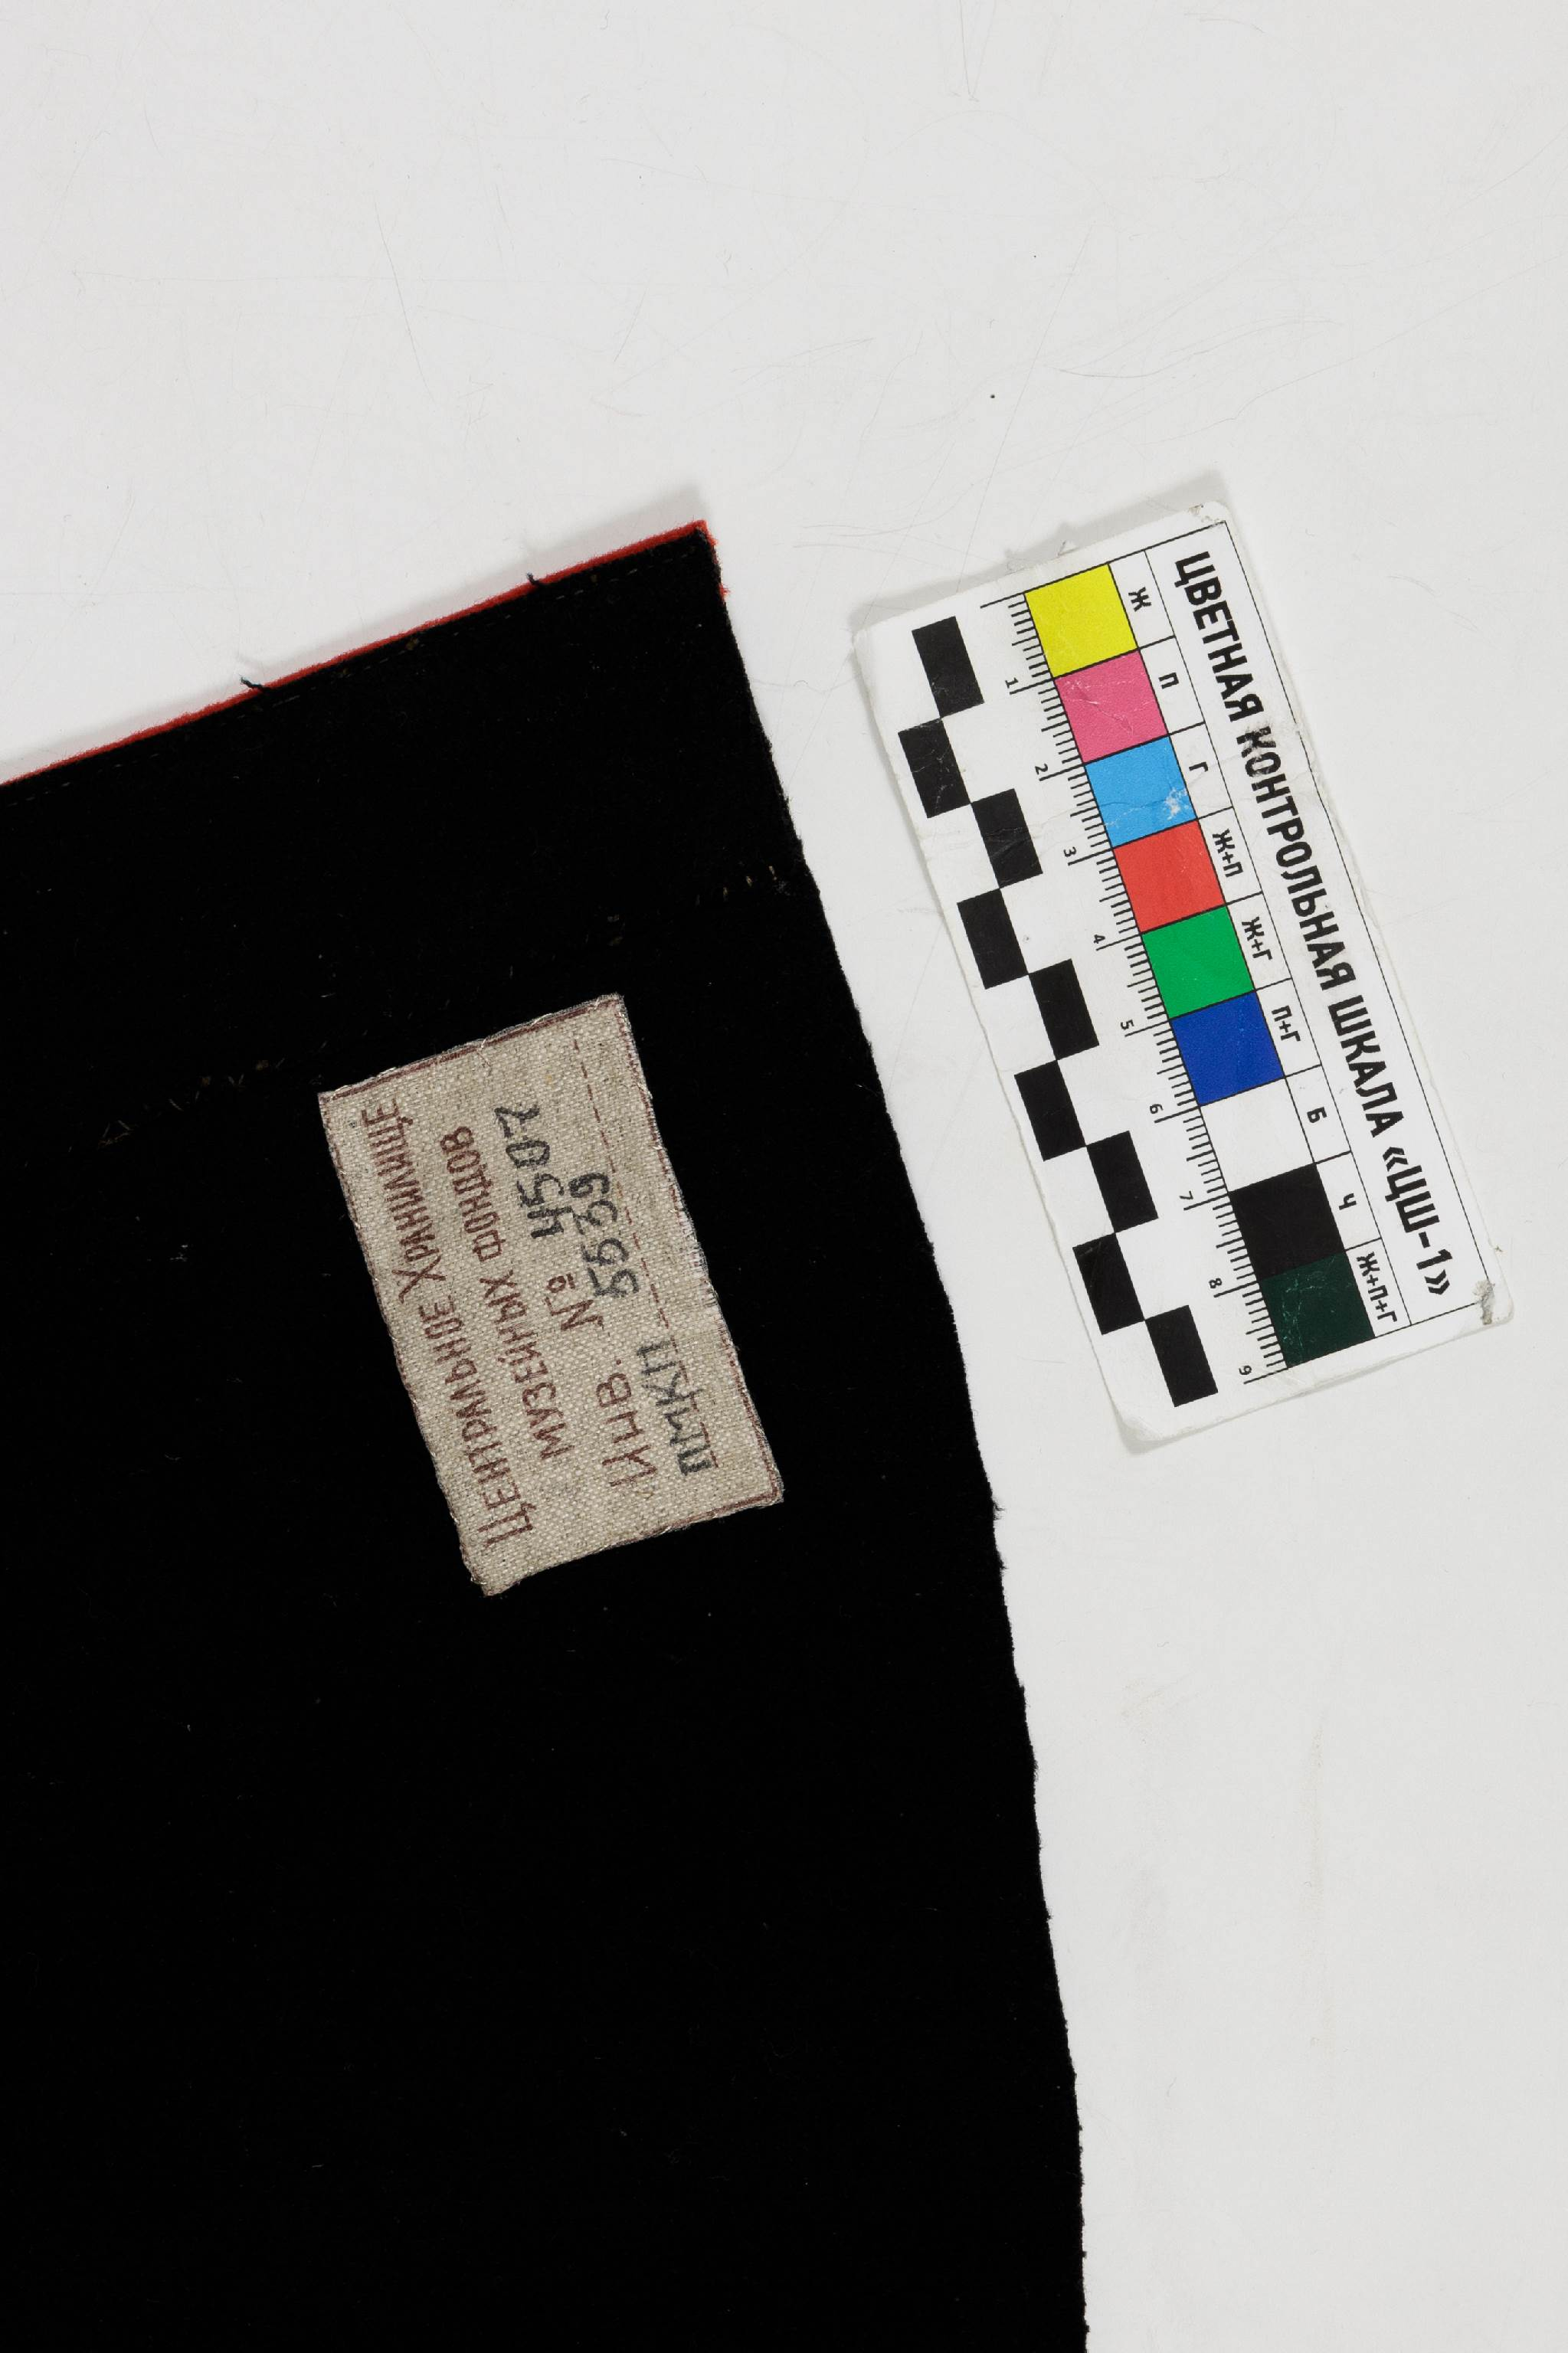 Центральное Хранилище
музейных фондов
Инв. № 4507
ПМКП 5539
ЦВЕТНАЯ КОНТРОЛЬНАЯ ШКАЛА «ЦШ-1»
Ж П Г Ж+П Ж+Г П+Г Б Ч Ж+П+Г
1 2 3 4 5 6 7 8 9